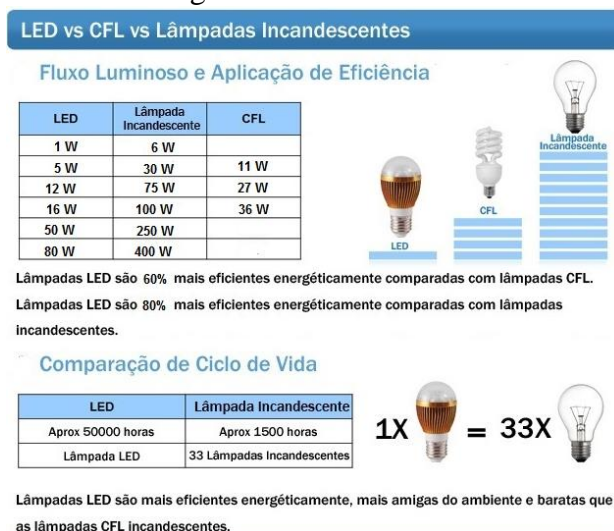 LED vs CFL vs Lâmpadas Incandescentes
Fluxo Luminoso e Aplicação de Eficiência
LED Lâmpada Incandescente CFL
1 W 6 W
5 W 30 W 11 W
12 W 75 W 27 W
16 W 100 W 36 W
50 W 250 W
80 W 400 W
LED
CFL
Lâmpada
Incandescente
Lâmpadas LED são 60% mais eficientes energéticamente comparadas com lâmpadas CFL.
Lâmpadas LED são 80% mais eficientes energéticamente comparadas com lâmpadas
incandescentes.
Comparação de Ciclo de Vida
LED Lâmpada Incandescente
Aprox 50000 horas Aprox 1500 horas
Lâmpada LED 33 Lâmpadas Incandescentes
1X = 33X
Lâmpadas LED são mais eficientes energéticamente, mais amigas do ambiente e baratas que
as lâmpadas CFL incandescentes.